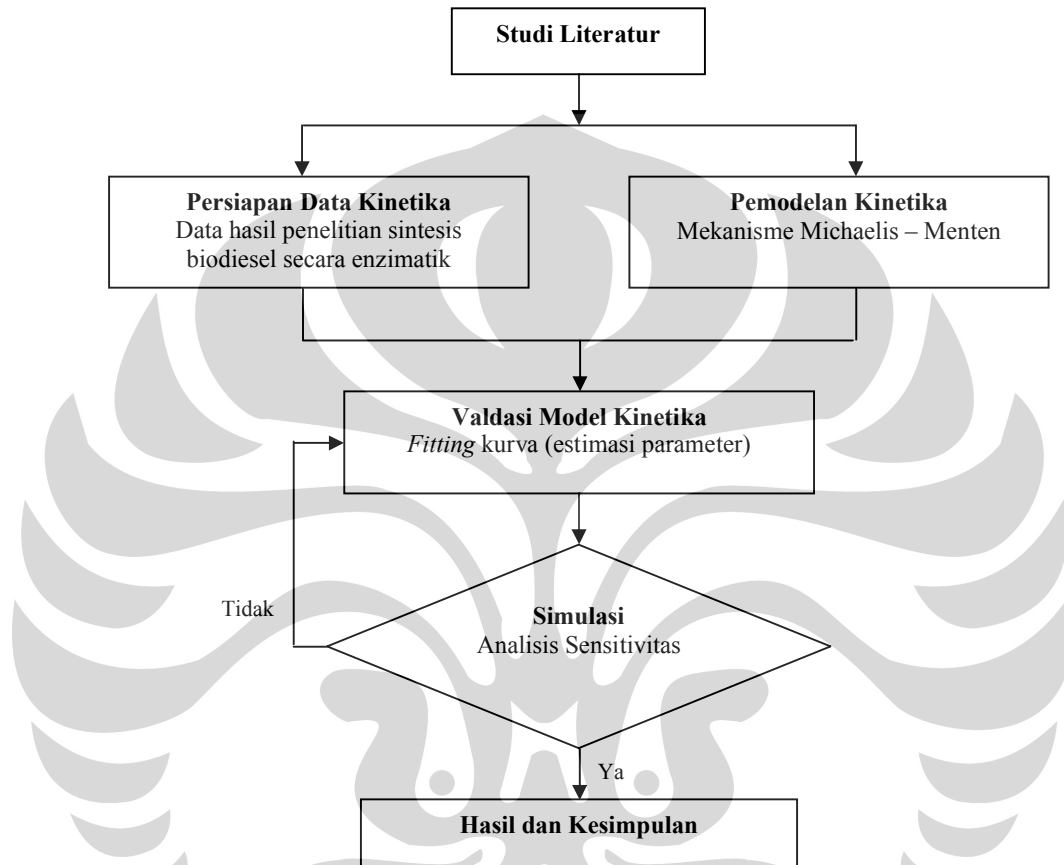 Studi Literatur
Persiapan Data Kinetika
Data hasil penelitian sintesis
biodiesel secara enzimatik
Pemodelan Kinetika
Mekanisme Michaelis – Menten
Valdasi Model Kinetika
Fitting kurva (estimasi parameter)
Tidak
Simulasi
Analisis Sensitivitas
Ya
Hasil dan Kesimpulan